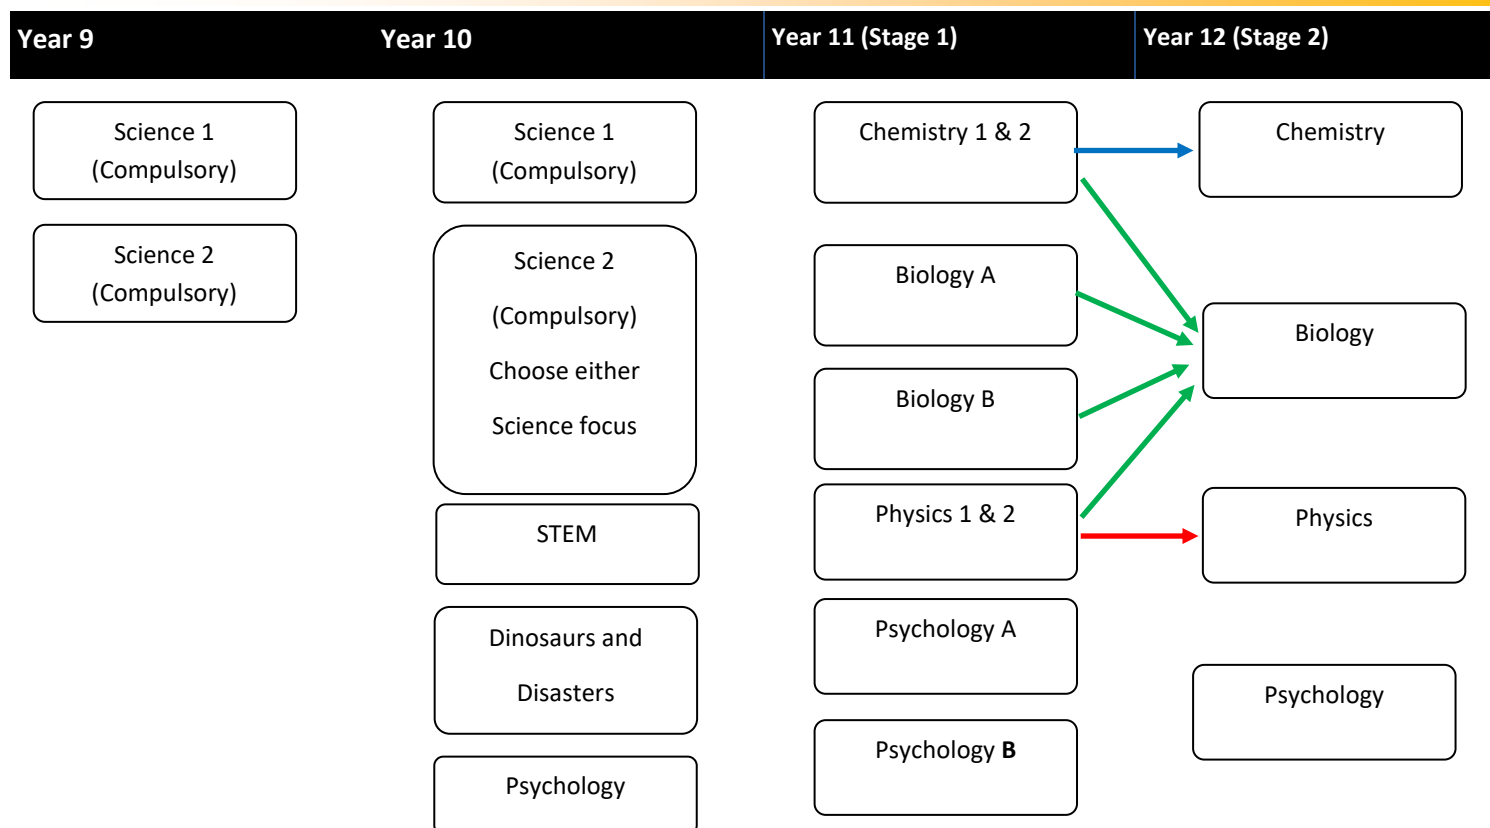 Year 9
Year 10
Year 11 (Stage 1)
Year 12 (Stage 2)
Science 1
(Compulsory)
Science 2
(Compulsory)
Science 1
(Compulsory)
Science 2
(Compulsory)
Choose either
Science focus
STEM
Dinosaurs and
Disasters
Psychology
Chemistry 1 & 2
Biology A
Biology B
Physics 1 & 2
Psychology A
Psychology B
Chemistry
Biology
Physics
Psychology